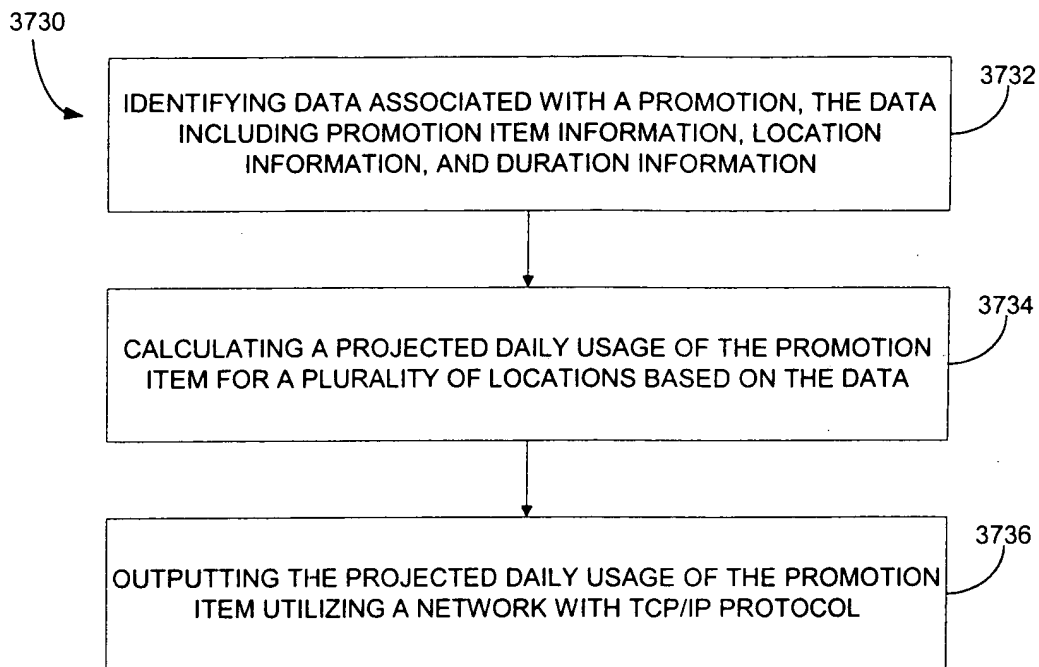 3730
3732
IDENTIFYING DATA ASSOCIATED WITH A PROMOTION, THE DATA
INCLUDING PROMOTION ITEM INFORMATION, LOCATION
INFORMATION, AND DURATION INFORMATION
3734
CALCULATING A PROJECTED DAILY USAGE OF THE PROMOTION
ITEM FOR A PLURALITY OF LOCATIONS BASED ON THE DATA
3736
OUTPUTTING THE PROJECTED DAILY USAGE OF THE PROMOTION
ITEM UTILIZING A NETWORK WITH TCP/IP PROTOCOL